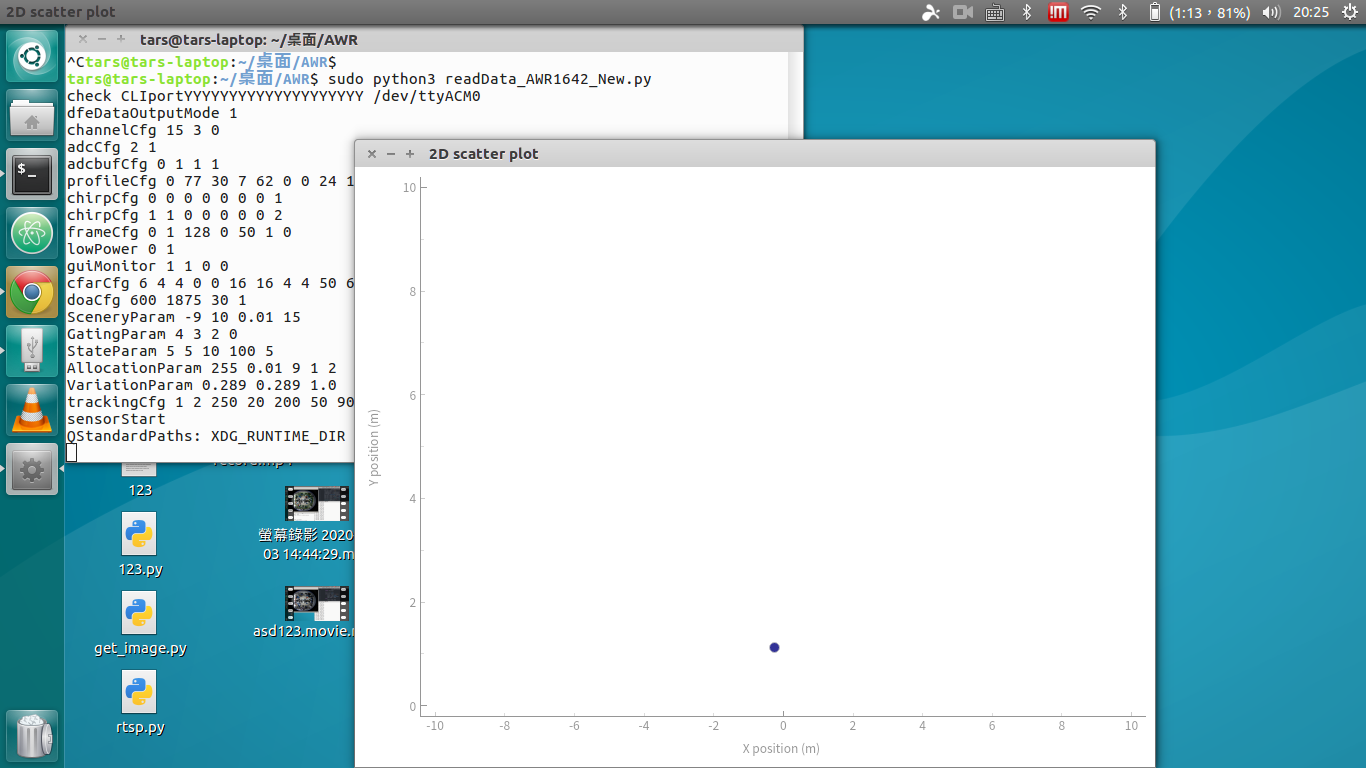 2D scatter plot
(1:13, 81%)
20:25
tars@tars-laptop: ~/桌面/AWR
^Ctars@tars-laptop:~/桌面/AWR$
tars@tars-laptop:~/桌面/AWR$ sudo python3 readData_AWR1642_New.py
check CLIportYYYYYYYYYYYYYYYYYYYY /dev/ttyACM0
dfeDataOutputMode 1
channelCfg 15 3 0
adcCfg 2 1
adcbufCfg 0 1 1 1
profileCfg 0 77 30 7 62 0 0 24 1
chirpCfg 0 0 0 0 0 0 0 1
chirpCfg 1 1 0 0 0 0 0 2
frameCfg 0 1 128 0 50 1 0
lowPower 0 1
guiMonitor 1 1 0 0
cfarCfg 6 4 4 0 0 16 16 4 4 50 6
doaCfg 600 1875 30 1
SceneryParam -9 10 0.01 15
GatingParam 4 3 2 0
StateParam 5 5 10 100 5
AllocationParam 255 0.01 9 1 2
VariationParam 0.289 0.289 1.0
trackingCfg 1 2 250 20 200 50 90
sensorStart
QStandardPaths: XDG_RUNTIME_DIR
2D scatter plot
10
8
6
4
2
0
Y position (m)
-10 -8 -6 -4 -2 0 2 4 6 8 10
X position (m)
123
123.py
get_image.py
rtsp.py
螢幕錄影 2020
03 14:44:29.m
asd123.movie.